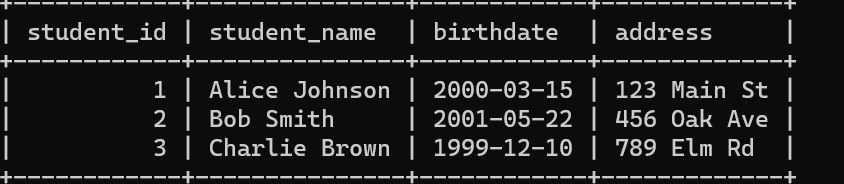 | student_id | student_name | birthdate | address |
| 1 | Alice Johnson | 2000-03-15 | 123 Main St |
| 2 | Bob Smith | 2001-05-22 | 456 Oak Ave |
| 3 | Charlie Brown | 1999-12-10 | 789 Elm Rd |